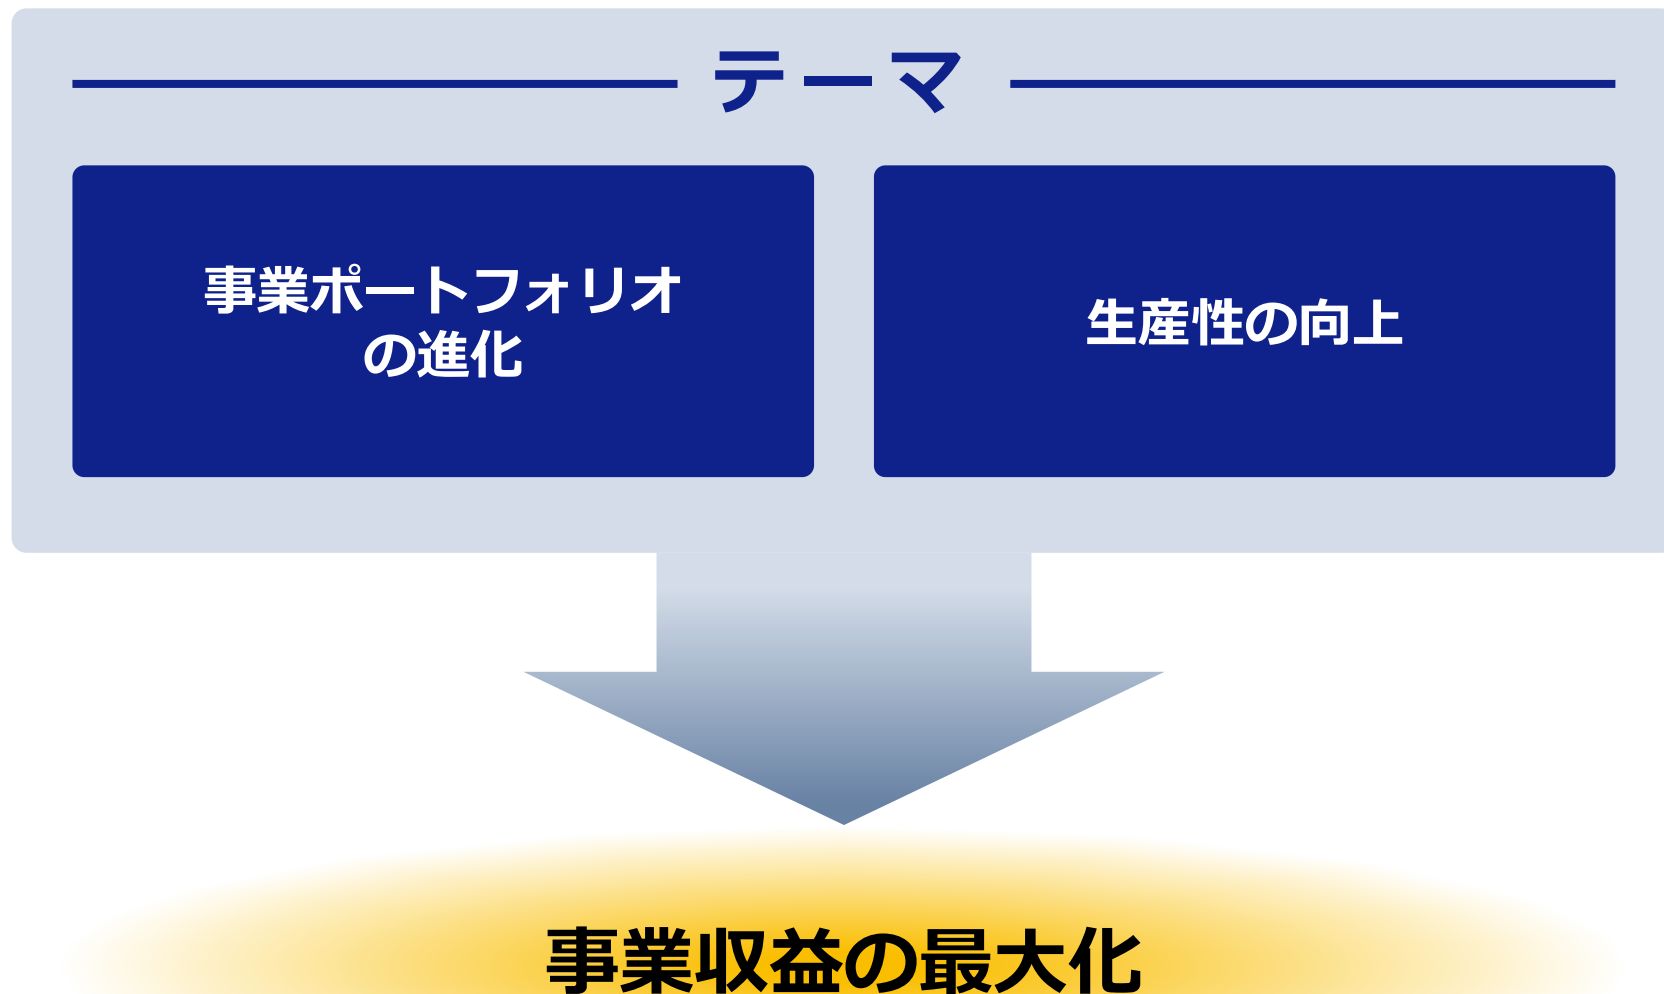 テーマ
事業ポートフォリオ
の進化
生産性の向上
事業収益の最大化